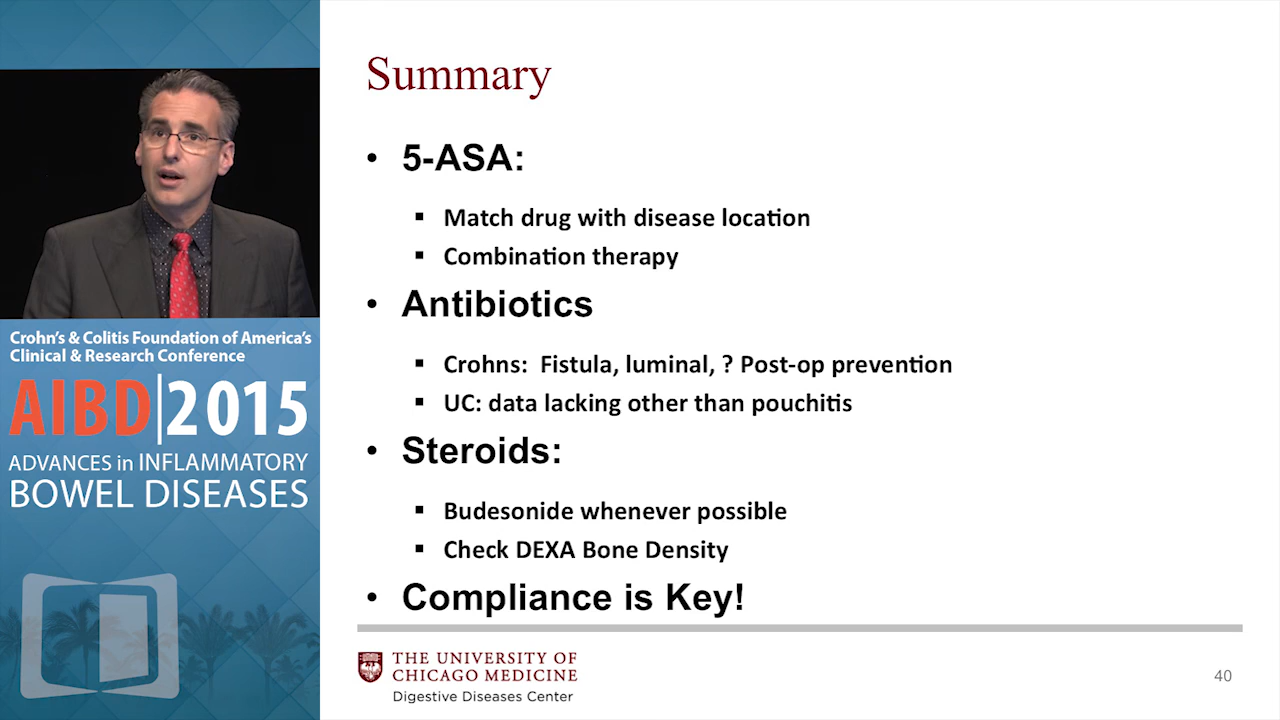 Crohn's & Colitis Foundation of America's
Clinical & Research Conference
AIBD|2015
ADVANCES in INFLAMMATORY
BOWEL DISEASES
Summary
• 5-ASA:
▪ Match drug with disease location
▪ Combination therapy
• Antibiotics
▪ Crohns:  Fistula, luminal, ? Post-op prevention
▪ UC: data lacking other than pouchitis
• Steroids:
▪ Budesonide whenever possible
▪ Check DEXA Bone Density
• Compliance is Key!
THE UNIVERSITY OF
CHICAGO MEDICINE
Digestive Diseases Center
40